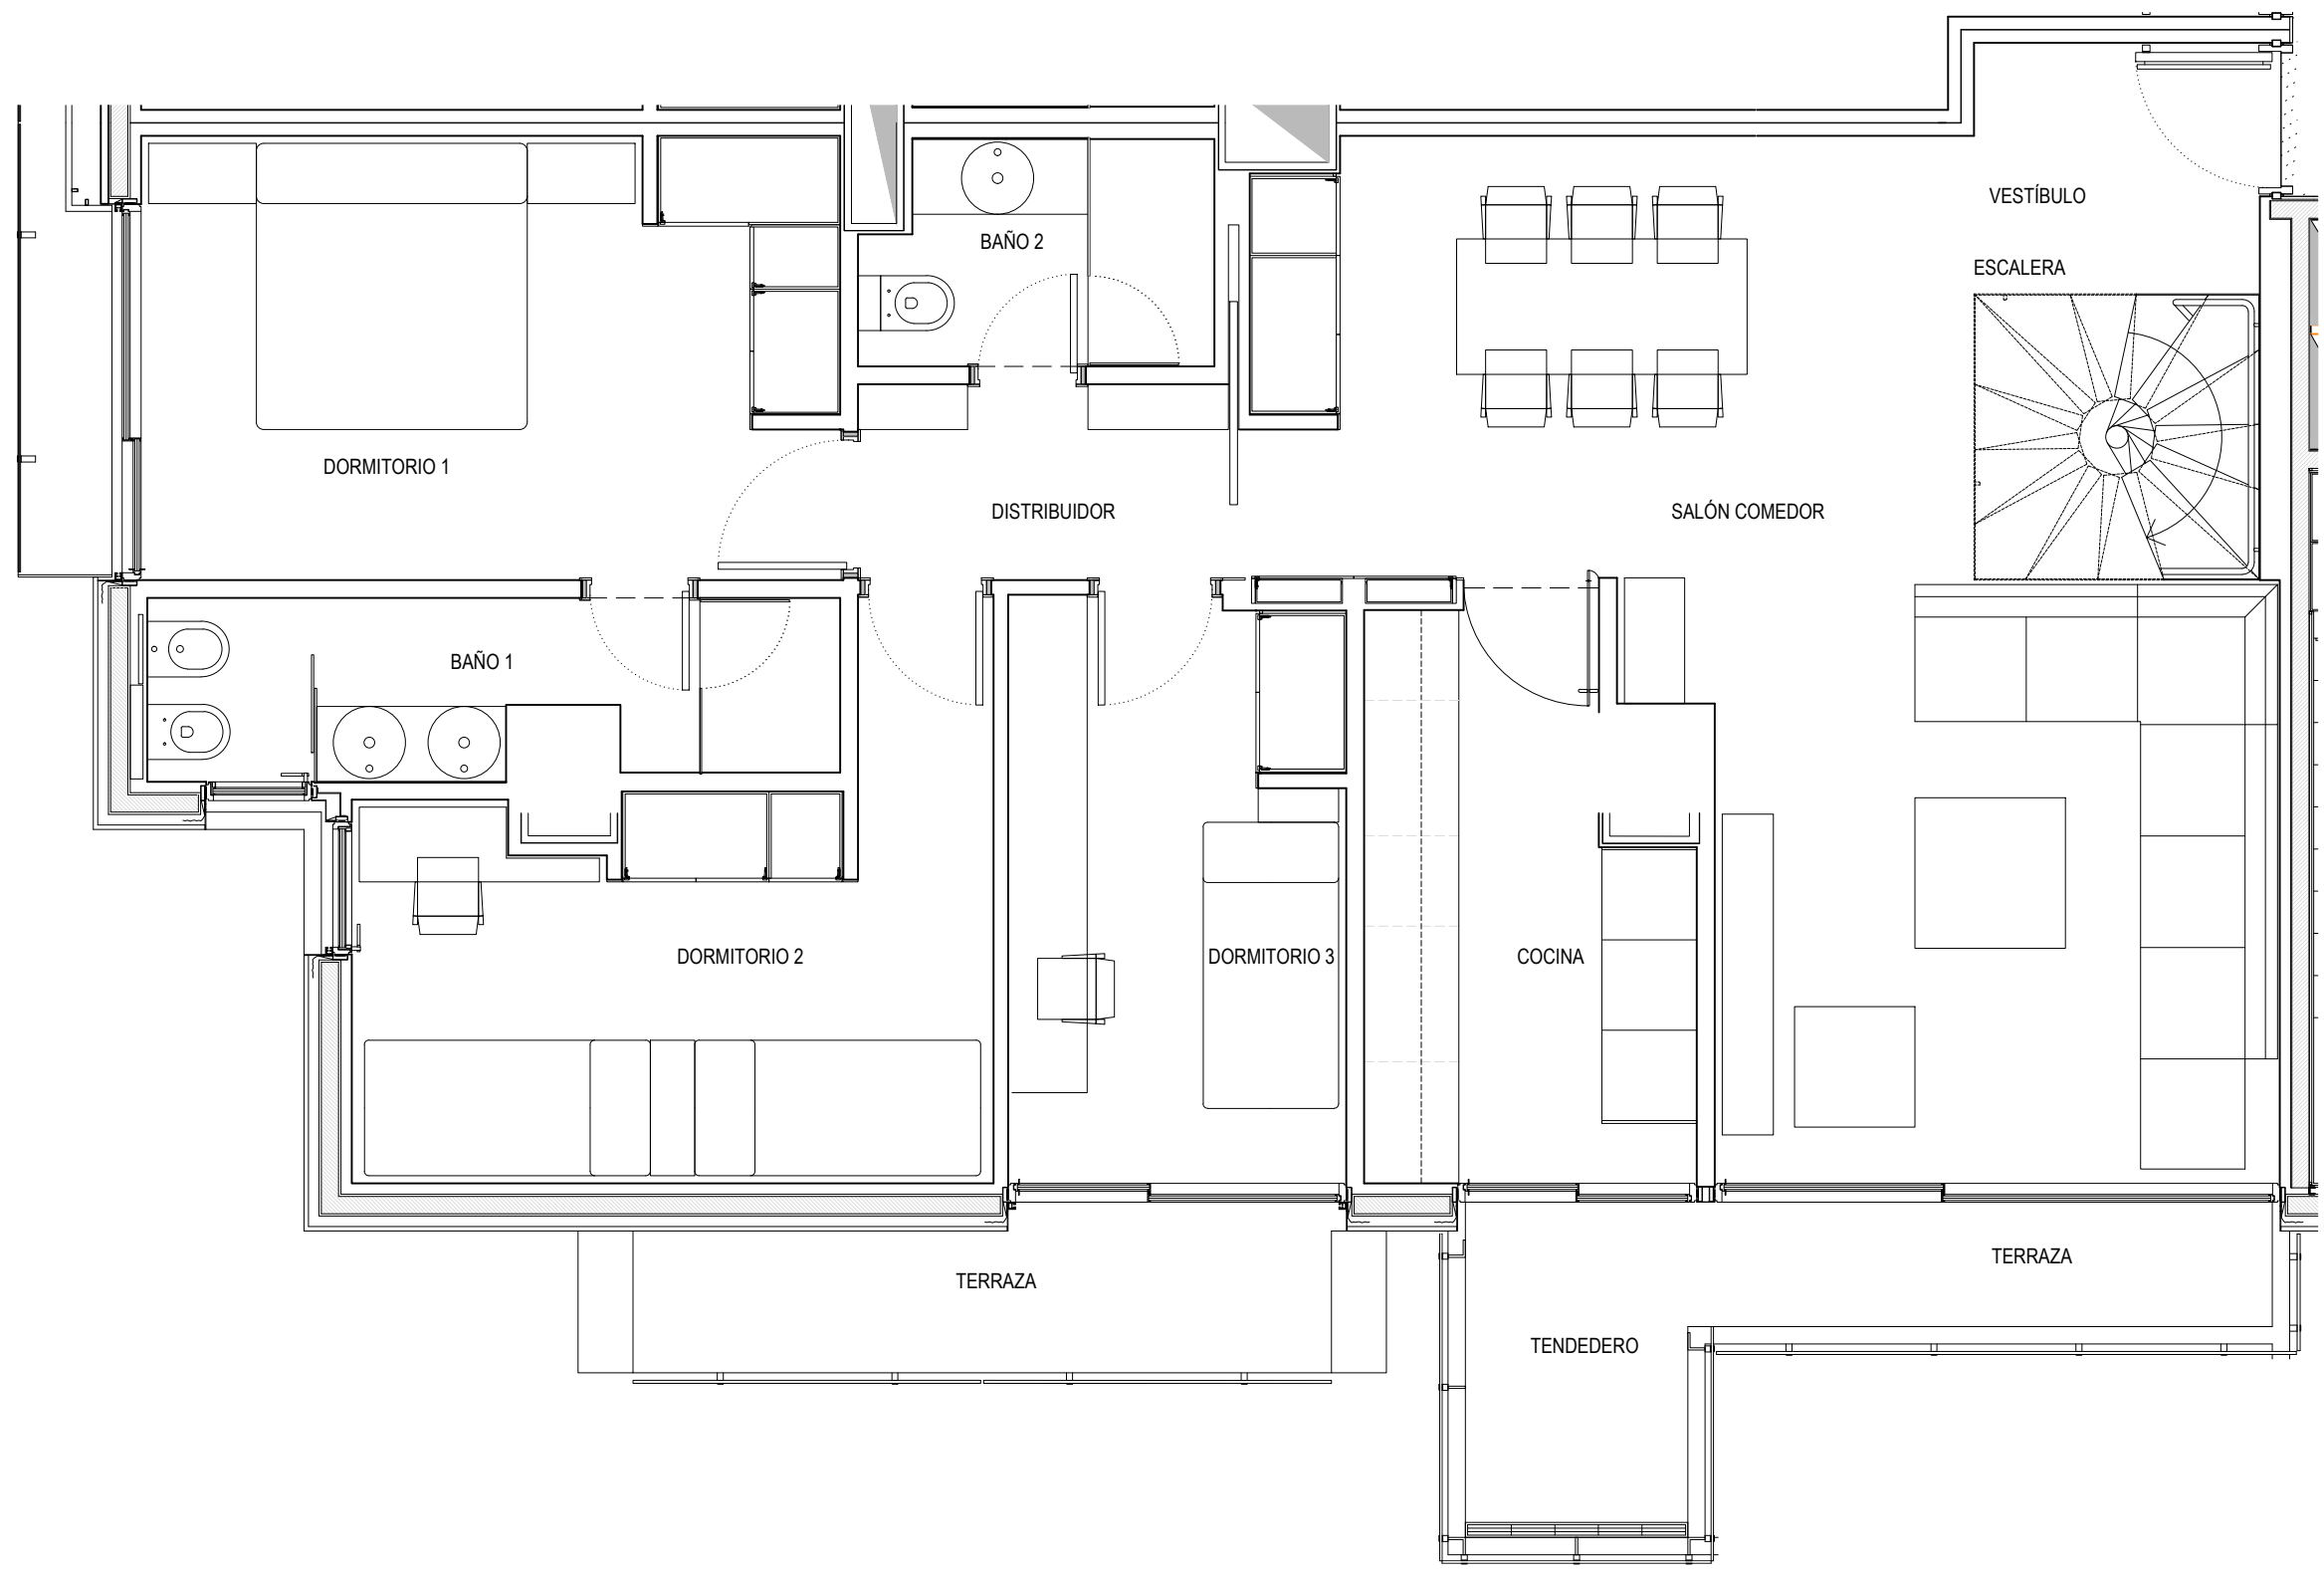 VESTÍBULO
BAÑO 2
ESCALERA
DORMITORIO 1
DISTRIBUIDOR
SALÓN COMEDOR
BAÑO 1
DORMITORIO 2
DORMITORIO 3
COCINA
TERRAZA
TERRAZA
TENDEDERO